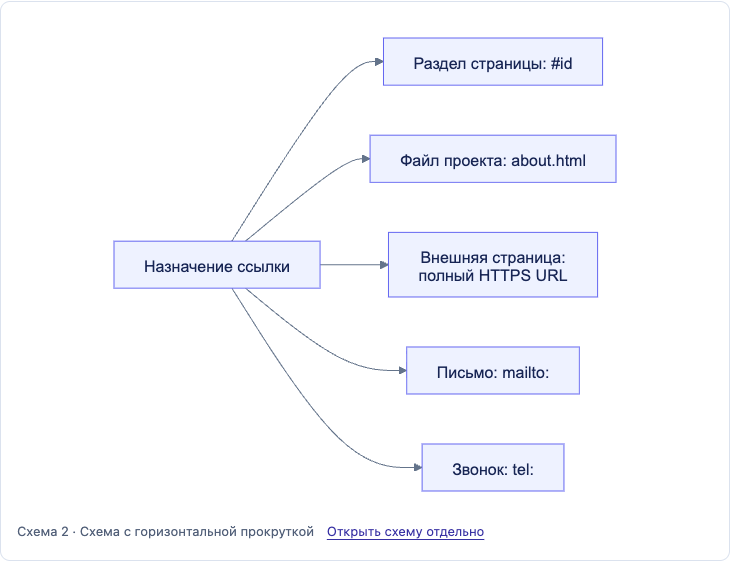 Раздел страницы: #id
Файл проекта: about.html
Назначение ссылки
Внешняя страница:
полный HTTPS URL
Письмо: mailto:
Звонок: tel:
Схема 2 · Схема с горизонтальной прокруткой Открыть схему отдельно